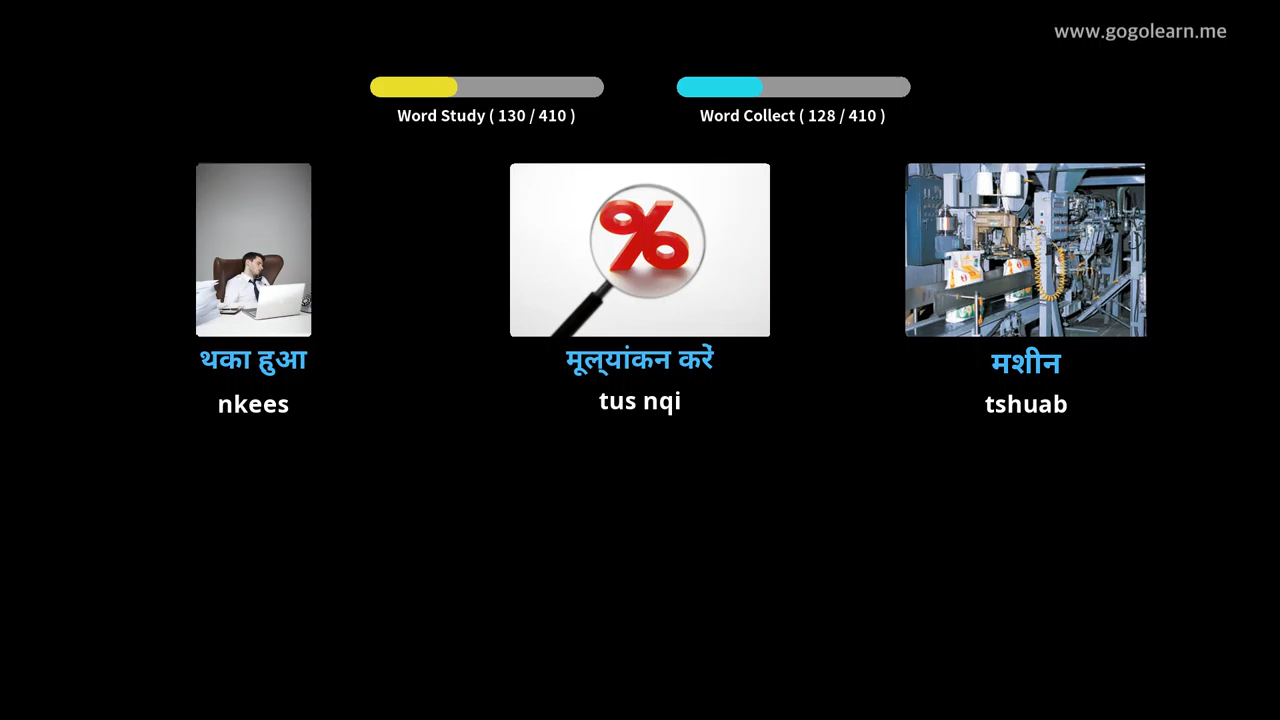 www.gogolearn.me
Word Study ( 130 / 410 )
Word Collect ( 128 / 410 )
थका हुआ
मूल्यांकन करें
मशीन
nkees
tus nqi
tshuab